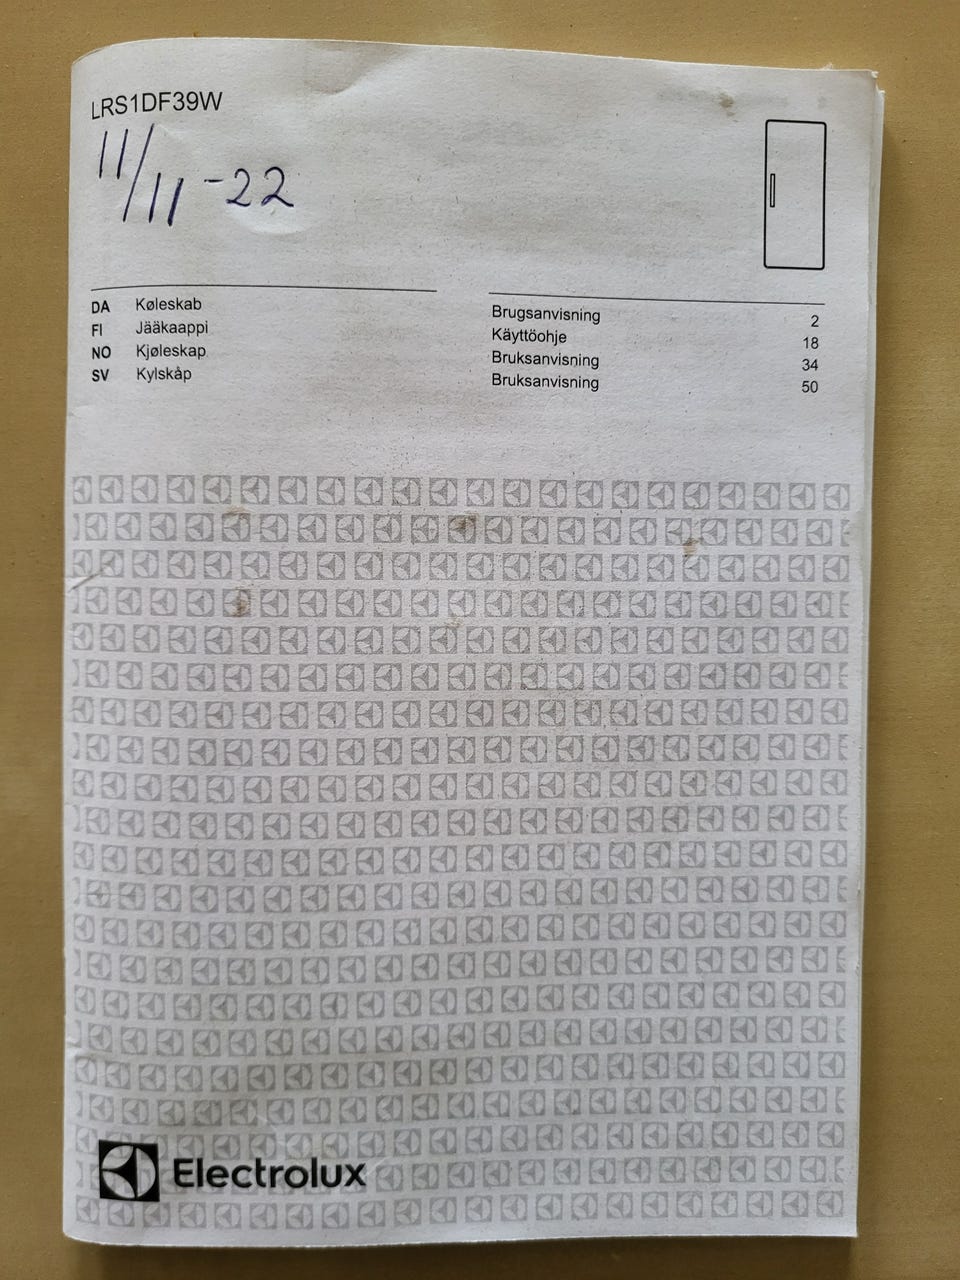 LRS1DF39W
11/11-22
DA Køleskab Brugsanvisning 2
FI Jääkaappi Käyttöohje 18
NO Kjøleskap Bruksanvisning 34
SV Kylskåp Bruksanvisning 50
Electrolux